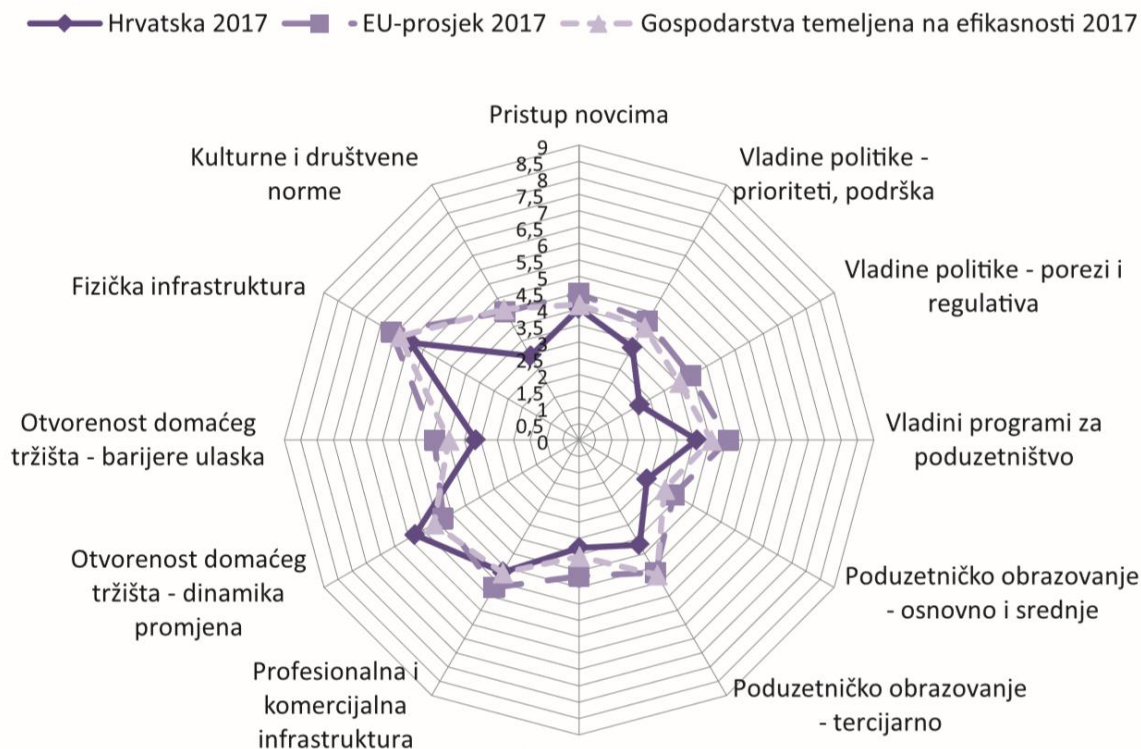 Hrvatska 2017 EU-prosjek 2017 Gospodarstva temeljena na efikasnosti 2017
Pristup novcima
Vladine politike -
prioriteti, podrška
Vladine politike - porezi i
regulativa
Vladini programi za
poduzetništvo
Poduzetničko obrazovanje
- osnovno i srednje
Poduzetničko obrazovanje
- tercijarno
Profesionalna i
komercijalna
infrastruktura
Otvorenost domaćeg
tržišta - dinamika
promjena
Otvorenost domaćeg
tržišta - barijere ulaska
Fizička infrastruktura
Kulturne i društvene
norme
9
8,5
8
7,5
7
6,5
6
5,5
5
4,5
4
3,5
3
2,5
2
1,5
1
0,5
0